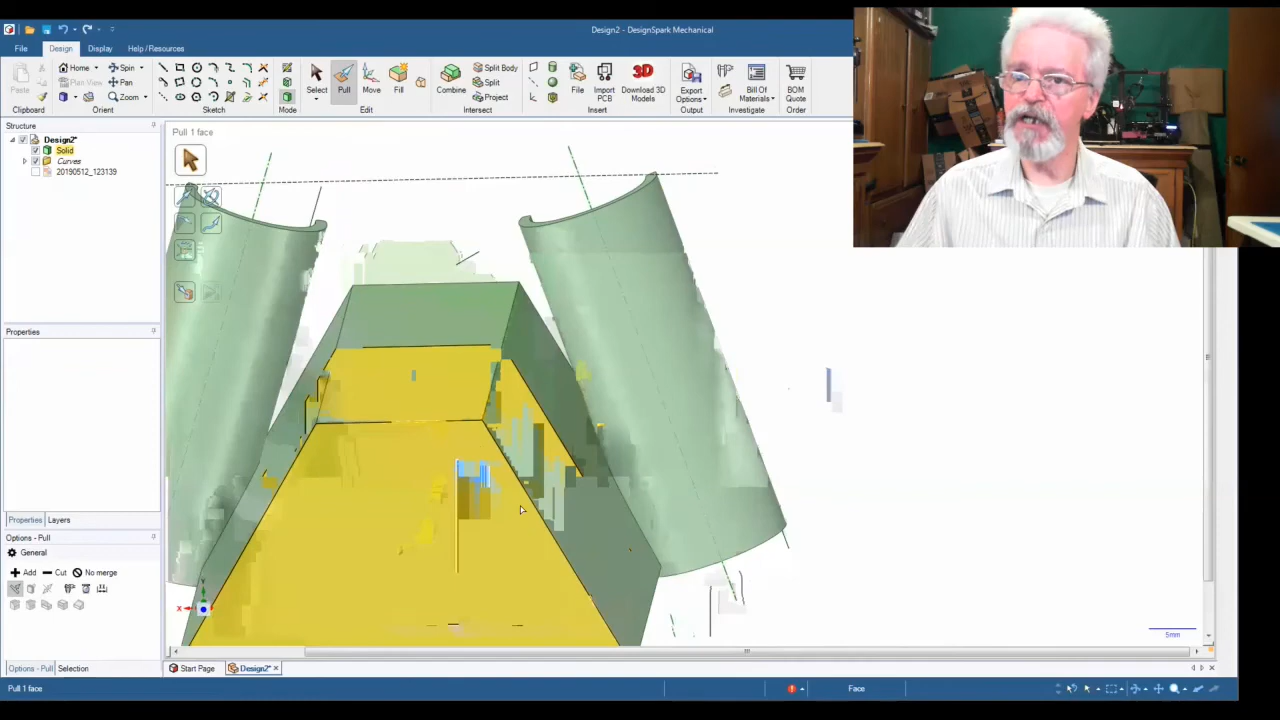 Design2 - DesignSpark Mechanical
File Design Display Help / Resources
Paste
Clipboard
Home Spin
Plan View Pan
Zoom
Orient
Sketch
Mode
Select Pull Move Fill
Edit
Combine
Split Body
Split
Project
Intersect
File Import PCB Download 3D Models
Insert
Export Options
Output
Bill Of Materials
Investigate
BOM Quote
Order
Structure
Design2*
Solid
Curves
20190512_123139
Pull 1 face
Properties
Properties Layers
Options - Pull
General
Add Cut No merge
Y
X
Options - Pull Selection
5mm
Start Page Design2*
Pull 1 face
Face